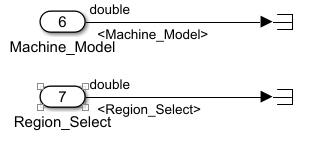 double
6
<Machine_Model>
Machine_Model
double
7
<Region_Select>
Region_Select